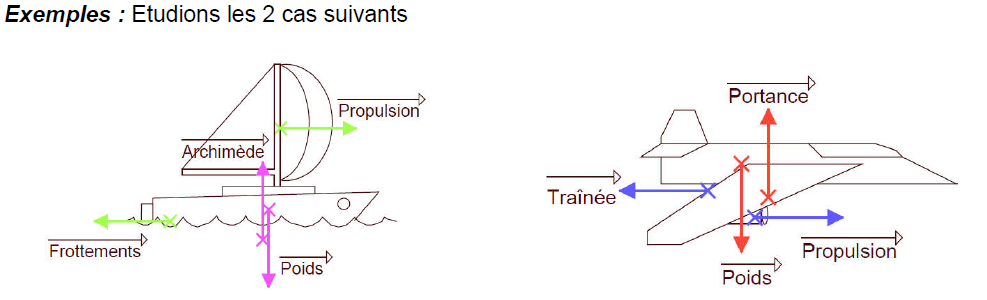 Exemples : Etudions les 2 cas suivants
Propulsion
Archimède
Frottements
Poids
Portance
Traînée
Propulsion
Poids